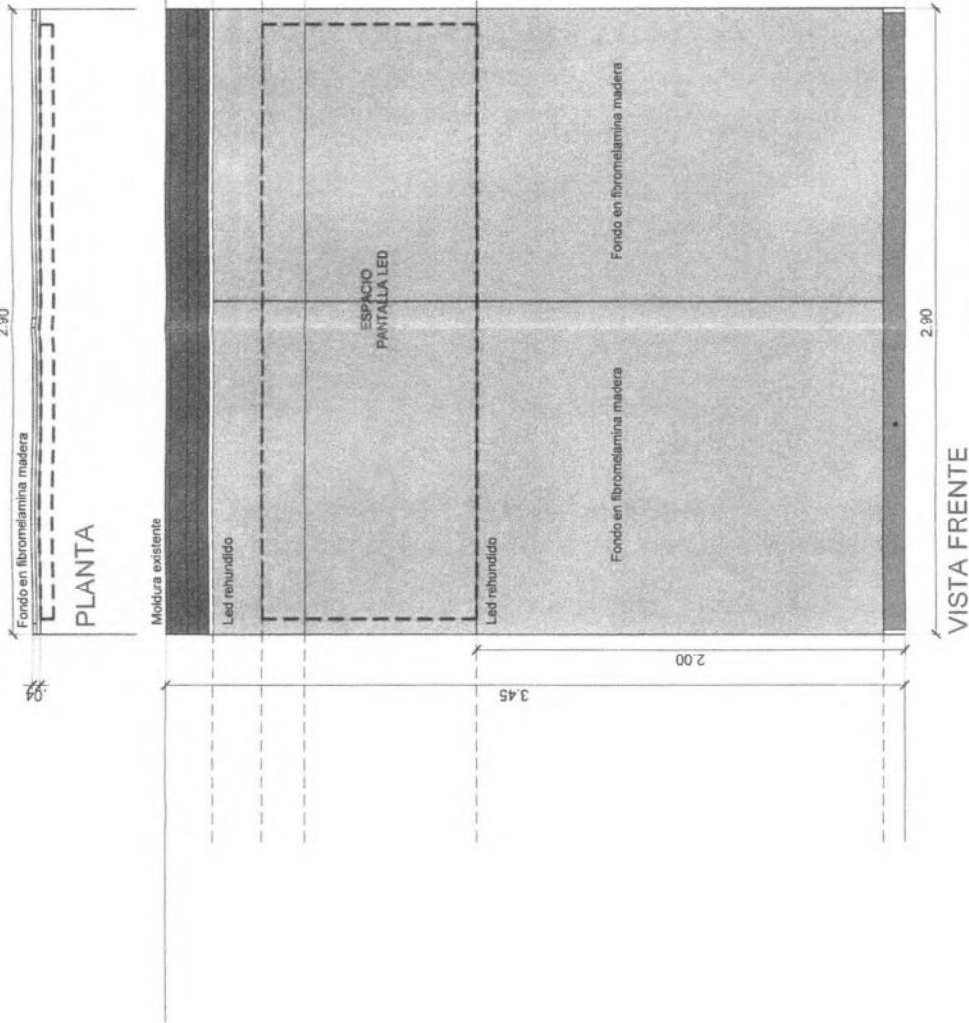 2.90
Fondo en fibromelamina madera
.04
PLANTA
Moldura existente
Led rehundido
ESPACIO
PANTALLA LED
Led rehundido
Fondo en fibromelamina madera
Fondo en fibromelamina madera
2.00
3.45
2.90
VISTA FRENTE